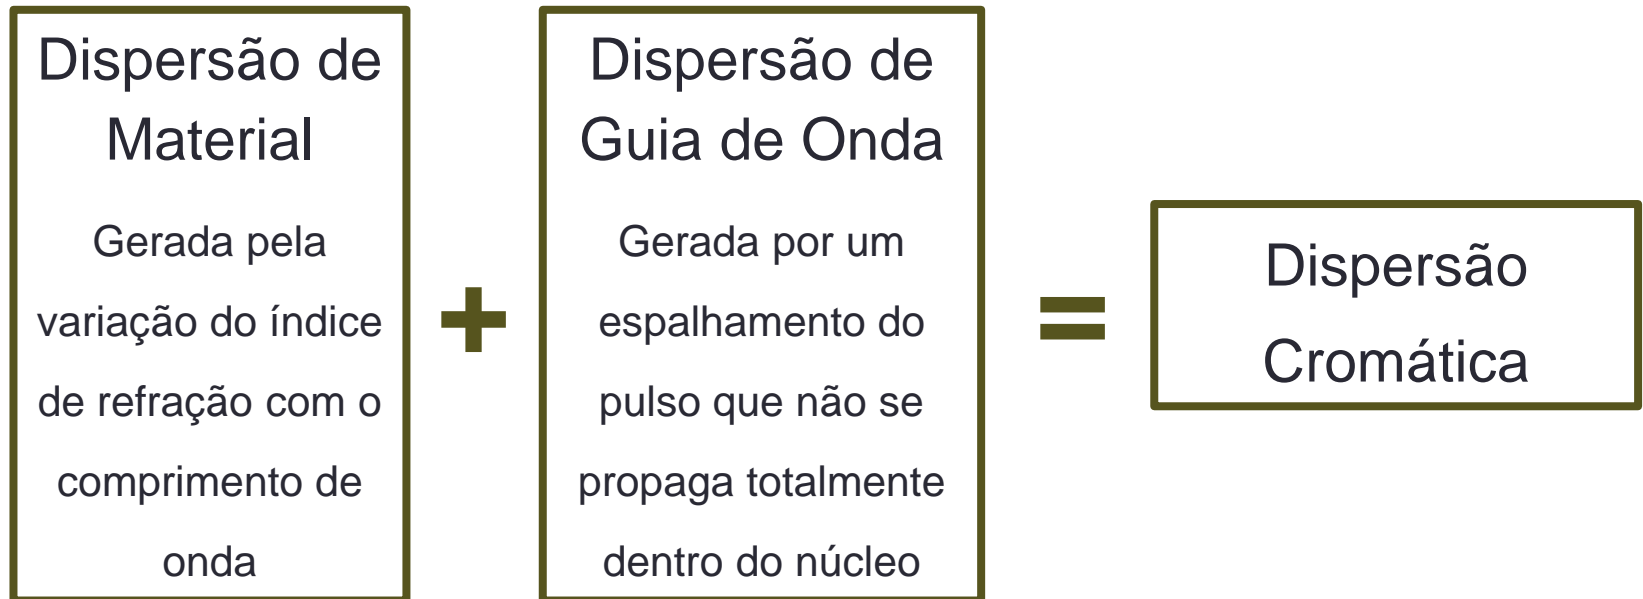 Dispersão de
Material
Gerada pela
variação do índice
de refração com o
comprimento de
onda
+
Dispersão de
Guia de Onda
Gerada por um
espalhamento do
pulso que não se
propaga totalmente
dentro do núcleo
=
Dispersão
Cromática